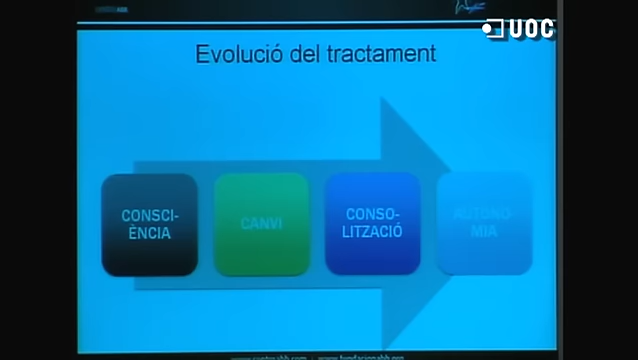 UOC
Evolució del tractament
CONSCI-
ÈNCIA
CANVI
CONSO-
LITZACIÓ
AUTONO
MIA